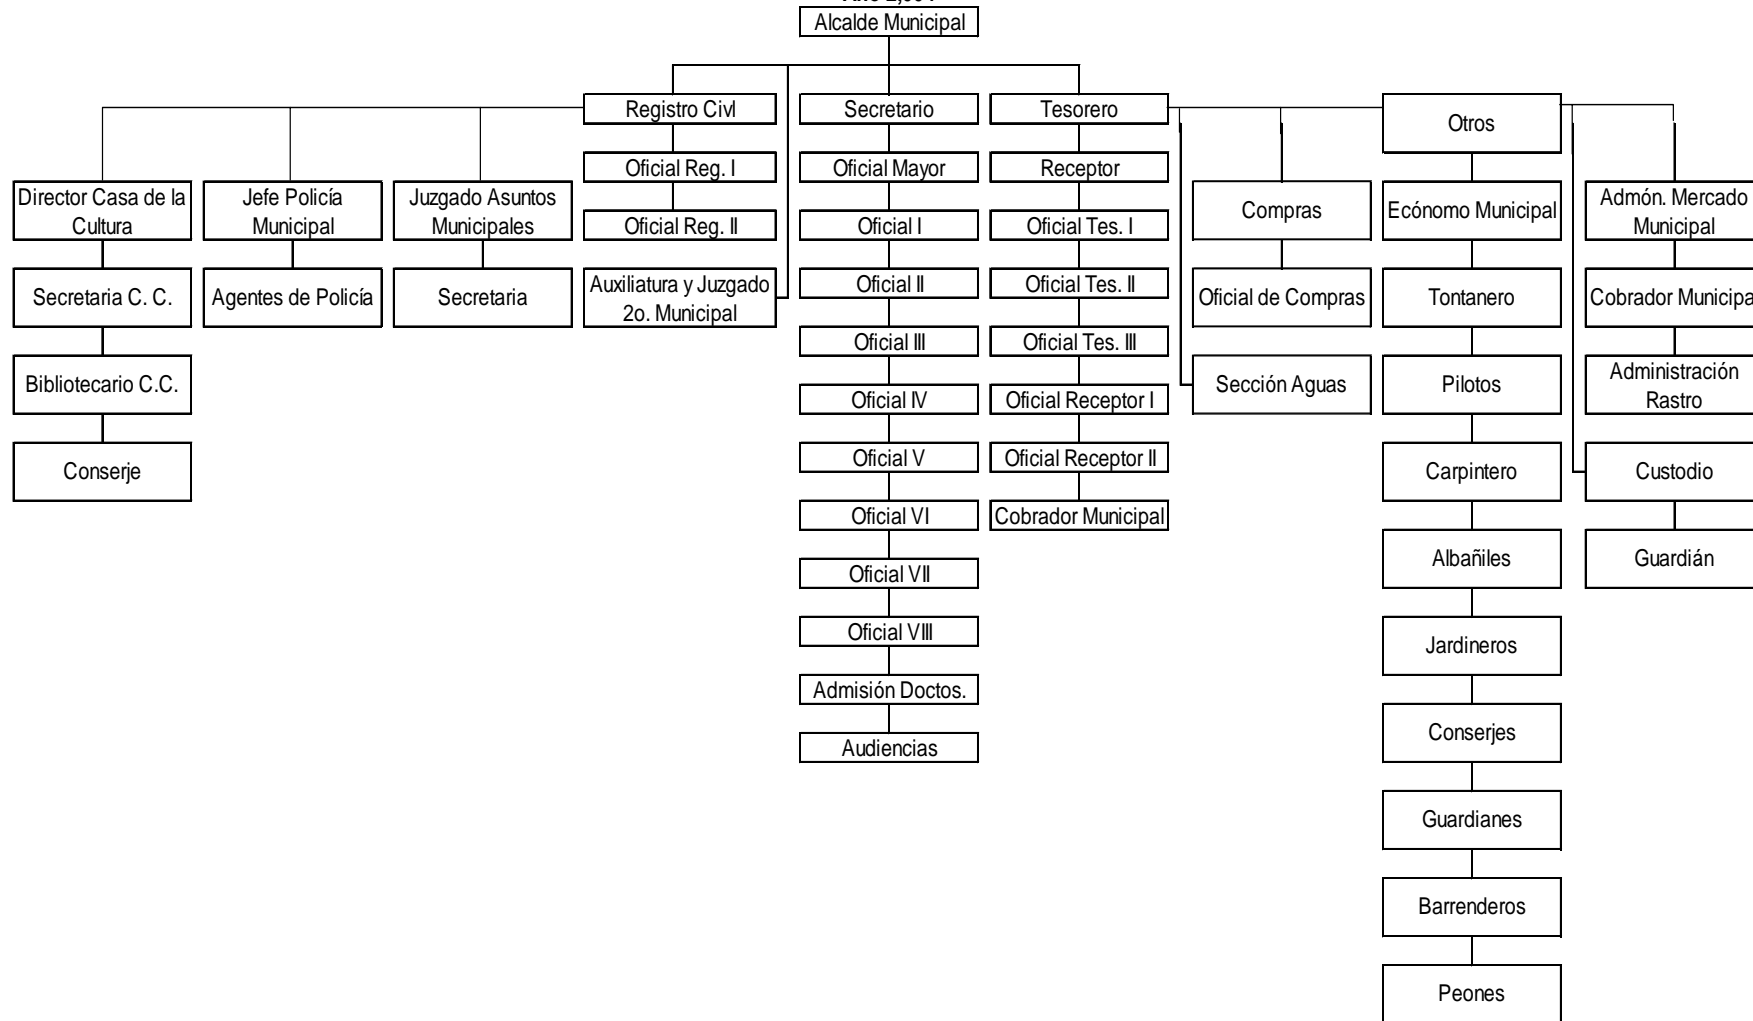 Alcalde Municipal
Registro Civl
Secretario
Tesorero
Otros
Oficial Reg. I
Oficial Mayor
Receptor
Director Casa de la
Cultura
Jefe Policía
Municipal
Juzgado Asuntos
Municipales
Oficial Reg. II
Oficial I
Oficial Tes. I
Compras
Ecónomo Municipal
Admón. Mercado
Municipal
Secretaria C. C.
Agentes de Policía
Secretaria
Auxiliatura y Juzgado
2o. Municipal
Oficial II
Oficial Tes. II
Oficial de Compras
Tontanero
Cobrador Municipa
Oficial III
Oficial Tes. III
Bibliotecario C.C.
Oficial IV
Oficial Receptor I
Sección Aguas
Pilotos
Administración
Rastro
Conserje
Oficial V
Oficial Receptor II
Carpintero
Custodio
Oficial VI
Cobrador Municipal
Oficial VII
Albañiles
Guardián
Oficial VIII
Jardineros
Admisión Doctos.
Audiencias
Conserjes
Guardianes
Barrenderos
Peones